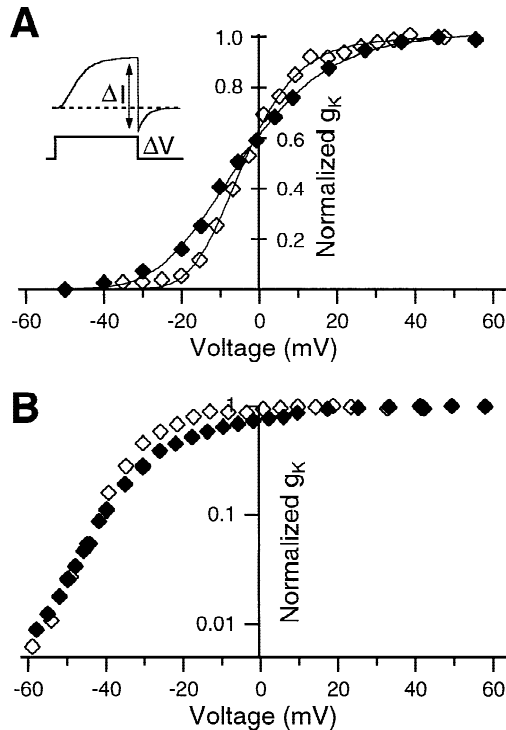 A
1.0
0.8
0.6
0.4
0.2
Normalized gK
ΔI
ΔV
-60 -40 -20 0 20 40 60
Voltage (mV)
B
1
0.1
0.01
Normalized gK
-60 -40 -20 0 20 40 60
Voltage (mV)